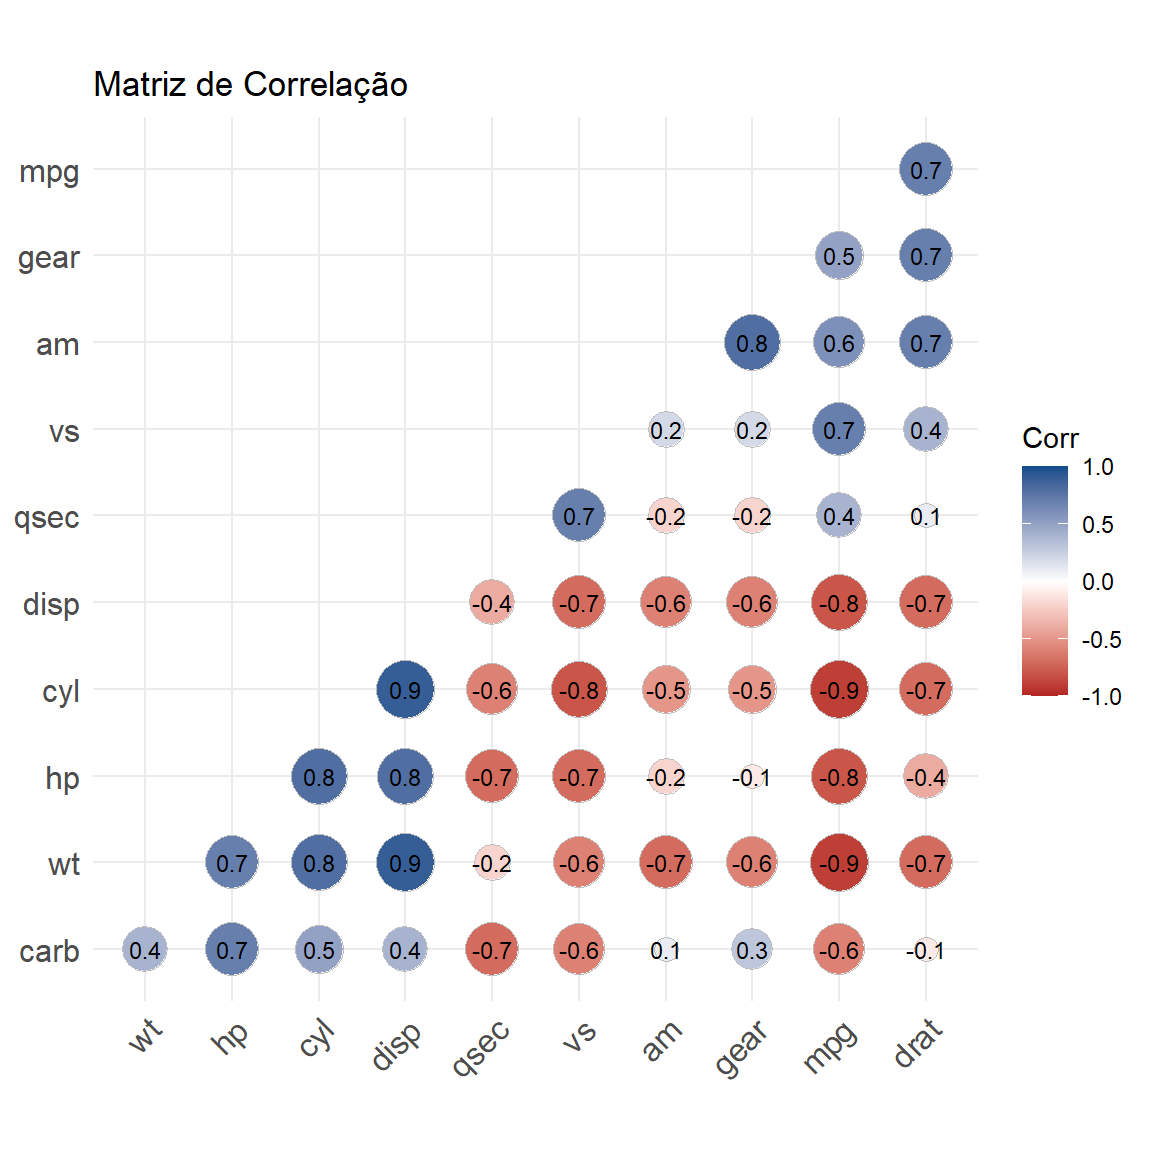 Matriz de Correlação
mpg 0.7
gear 0.5 0.7
am 0.8 0.6 0.7
vs 0.2 0.2 0.7 0.4
qsec 0.7 -0.2 -0.2 0.4 0.1
disp -0.4 -0.7 -0.6 -0.6 -0.8 -0.7
cyl 0.9 -0.6 -0.8 -0.5 -0.5 -0.9 -0.7
hp 0.8 0.8 -0.7 -0.7 -0.2 -0.1 -0.8 -0.4
wt 0.7 0.8 0.9 -0.2 -0.6 -0.7 -0.6 -0.9 -0.7
carb 0.4 0.7 0.5 0.4 -0.7 -0.6 0.1 0.3 -0.6 -0.1
wt hp cyl disp qsec vs am gear mpg drat
Corr
1.0
0.5
0.0
-0.5
-1.0